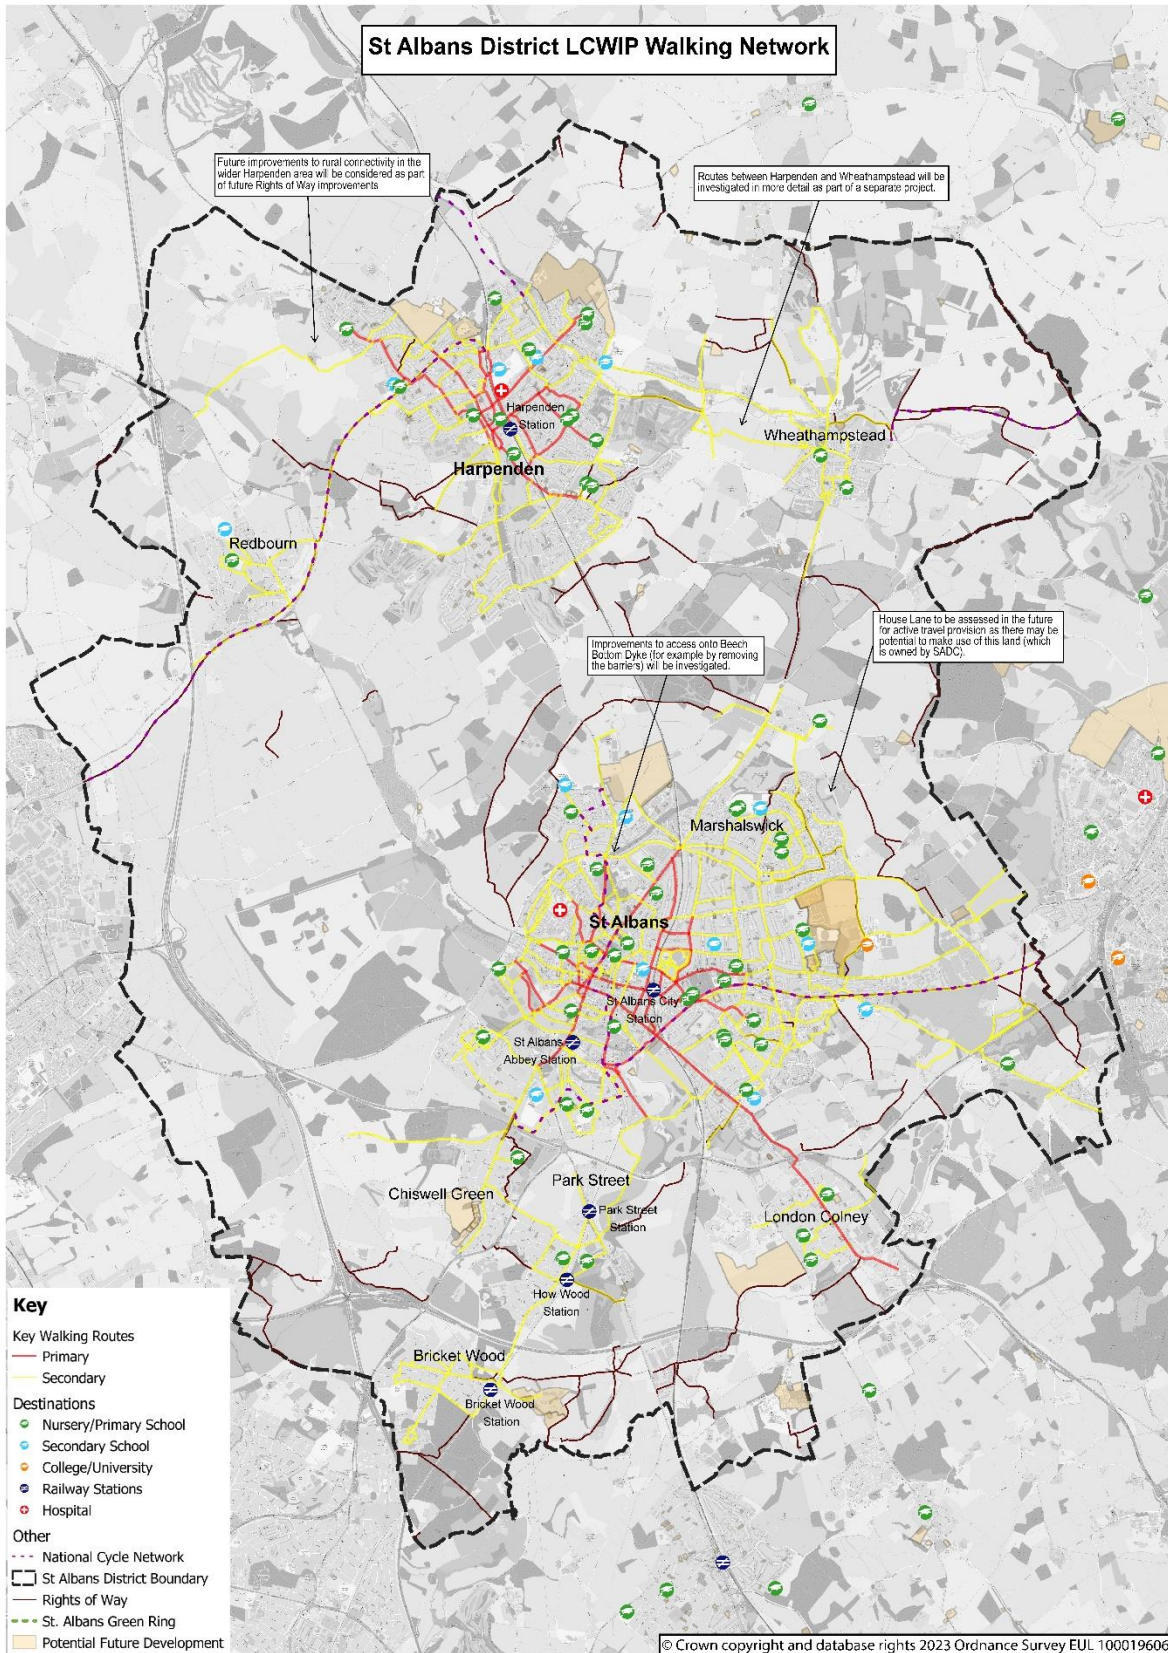 St Albans District LCWIP Walking Network
Future improvements to rural connectivity in the
wider Harpenden area will be considered as part
of future Rights of Way improvements
Routes between Harpenden and Wheathampstead will be
investigated in more detail as part of a separate project.
Harpenden
Station
Harpenden
Wheathampstead
Redbourn
Improvements to access onto Beech
Bottom Dyke (for example by removing
the barriers) will be investigated.
House Lane to be assessed in the future
for active travel provision as there may be
potential to make use of this land (which
is owned by SADC).
Marshalswick
St Albans
St Albans City
Station
St Albans
Abbey Station
Chiswell Green
Park Street
Park Street
Station
London Colney
How Wood
Station
Bricket Wood
Bricket Wood
Station
Key
Key Walking Routes
Primary
Secondary
Destinations
Nursery/Primary School
Secondary School
College/University
Railway Stations
Hospital
Other
National Cycle Network
St Albans District Boundary
Rights of Way
St. Albans Green Ring
Potential Future Development
© Crown copyright and database rights 2023 Ordnance Survey EUL 100019606